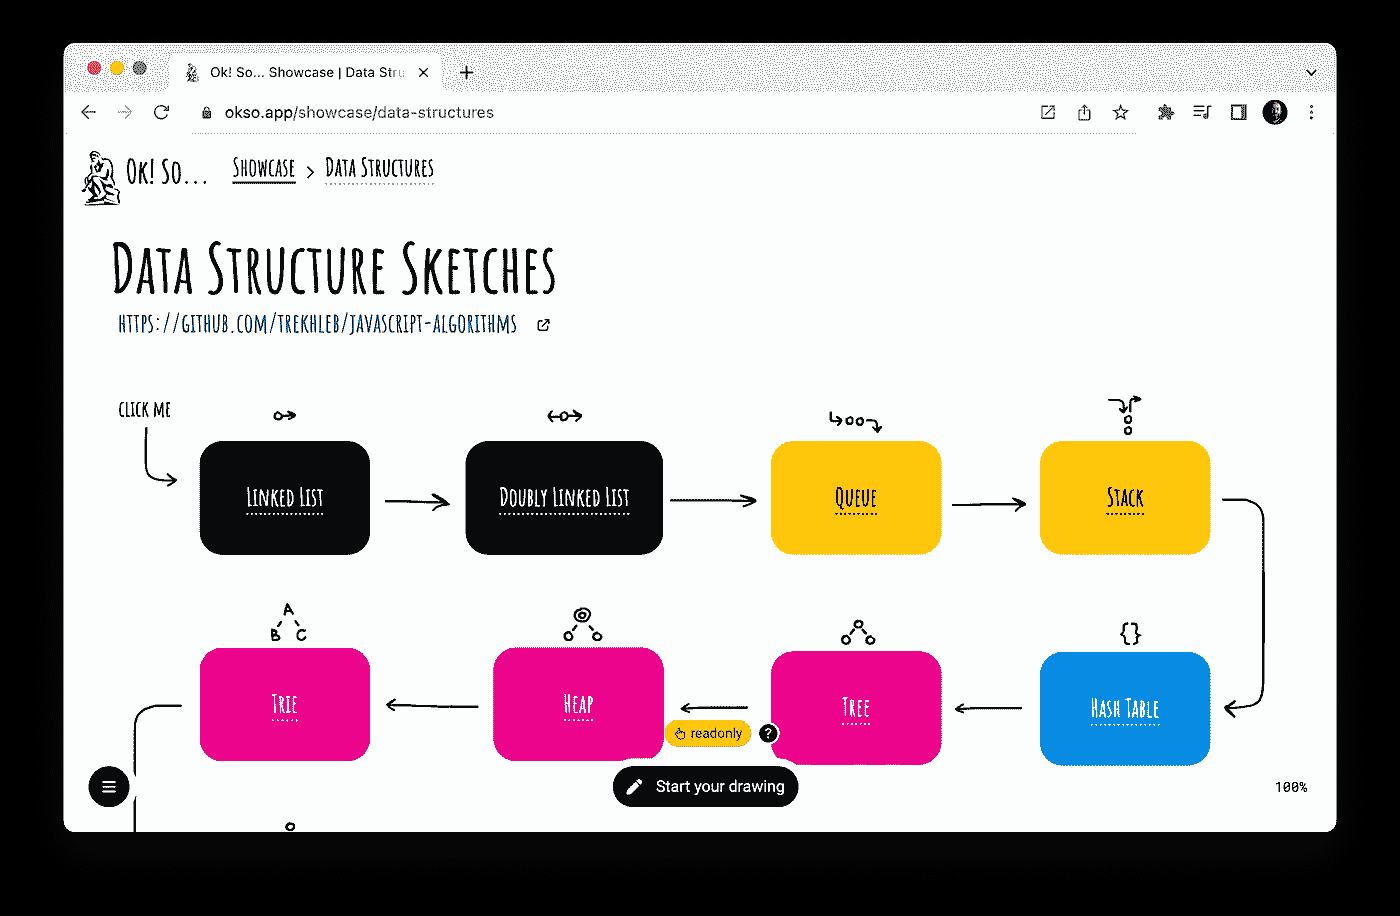 Ok! So... Showcase | Data Stru
okso.app/showcase/data-structures
Ok! So... Showcase > Data Structures
Data Structure Sketches
https://github.com/trekhleb/javascript-algorithms
click me
Linked List
Doubly Linked List
Queue
Stack
A
B C
{}
Trie
Heap
Tree
Hash Table
readonly
?
Start your drawing
100%